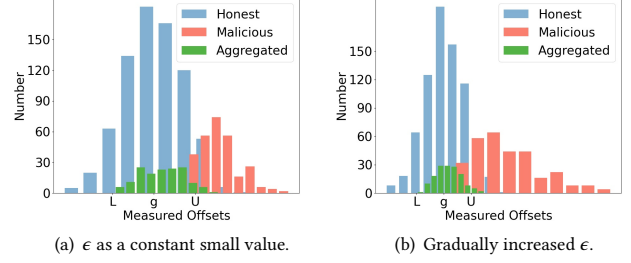 150
120
90
60
30
0
Number
Honest
Malicious
Aggregated
L g U
Measured Offsets
(a) ϵ as a constant small value.
150
120
90
60
30
0
Number
Honest
Malicious
Aggregated
L g U
Measured Offsets
(b) Gradually increased ϵ.